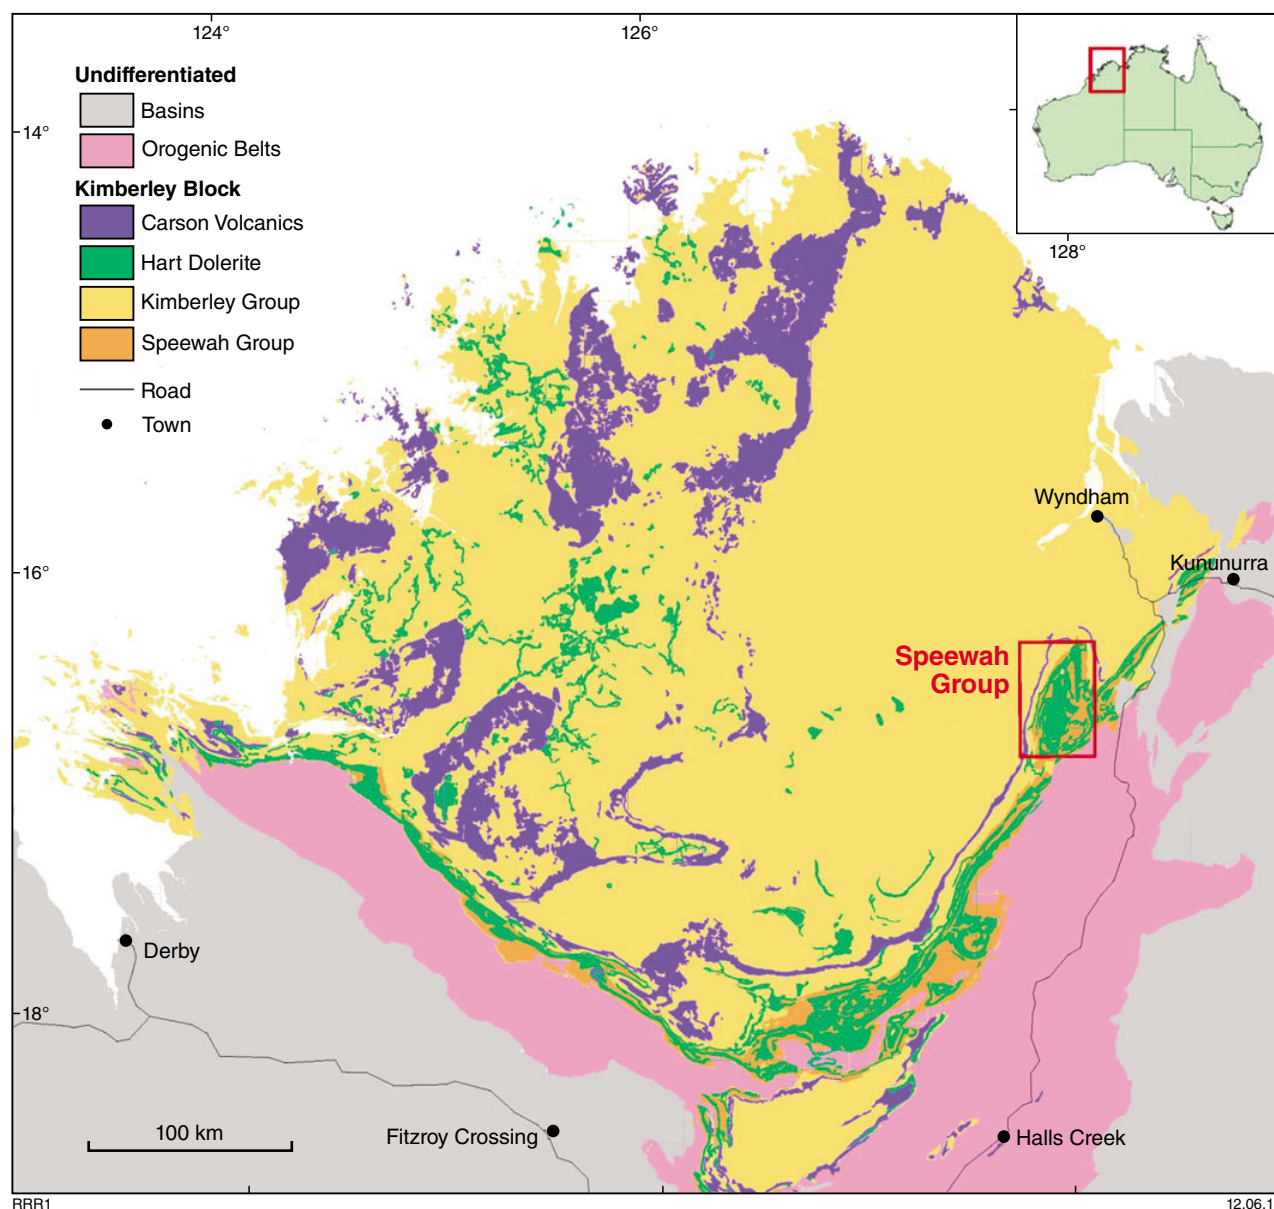 124°
126°
Undifferentiated
Basins
Orogenic Belts
Kimberley Block
Carson Volcanics
Hart Dolerite
Kimberley Group
Speewah Group
Road
Town
14°
128°
Wyndham
16°
Kununurra
Speewah
Group
Derby
18°
100 km
Fitzroy Crossing
Halls Creek
RRR1
12.06.1